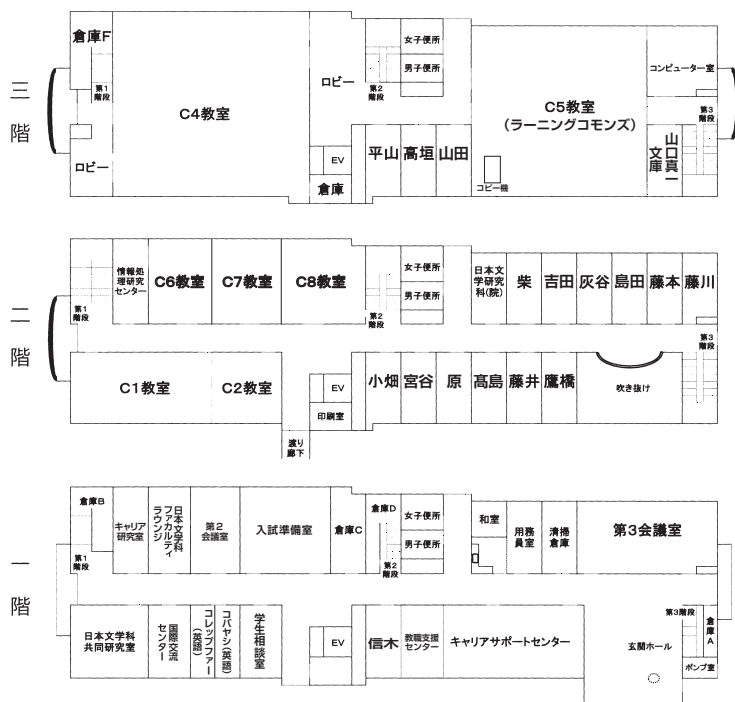 三階
倉庫F
第1
階段
ロビー
C4教室
ロビー
EV
倉庫
第2
階段
女子便所
男子便所
平山
高垣
山田
C5教室
(ラーニングコモンズ)
コピー機
コンピューター室
第3
階段
山口真一
文庫
二階
第1
階段
情報処
理研究
センター
C6教室
C7教室
C8教室
第2
階段
女子便所
男子便所
日本文
学研究
科(院)
柴
吉田
灰谷
島田
藤本
藤川
C1教室
C2教室
渡り
廊下
EV
印刷室
小畑
宮谷
原
髙島
藤井
鷹橋
吹き抜け
第3
階段
一階
倉庫B
第1
階段
キャリア
研究室
日本文学科
ファカルティ
ラウンジ
第2
会議室
入試準備室
倉庫C
倉庫D
第2
階段
女子便所
男子便所
和室
用務
員室
清掃
倉庫
第3会議室
日本文学科
共同研究室
国際交流
センター
コレップファー
(英語)
コバヤシ(英語)
学生相談室
EV
信木
教職支援
センター
キャリアサポートセンター
玄関ホール
第3階段
倉庫A
ポンプ室